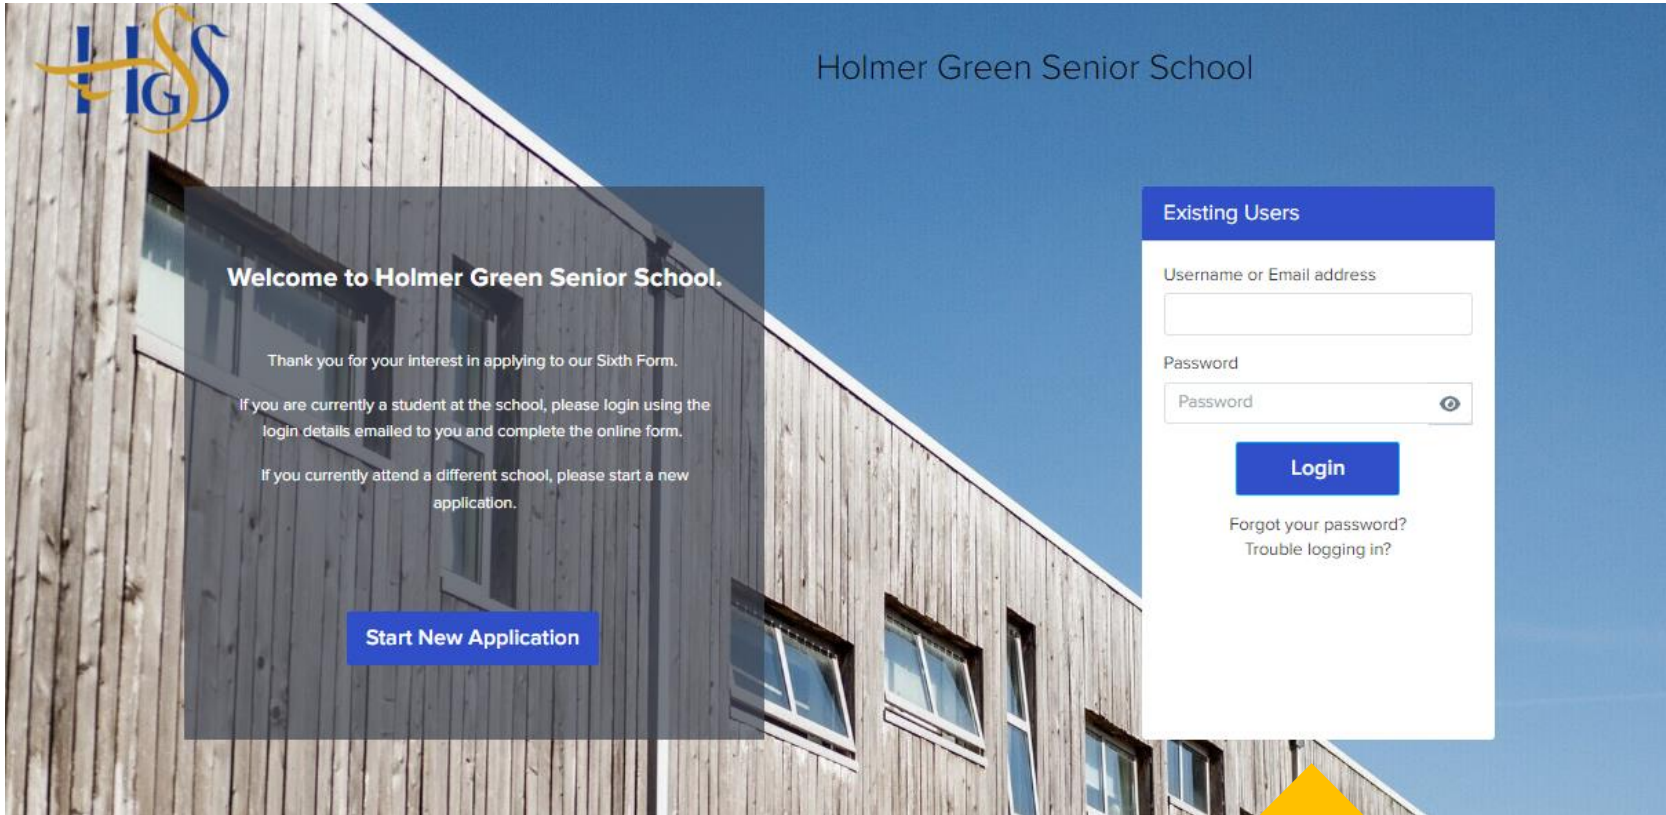 HGSS
Holmer Green Senior School
Welcome to Holmer Green Senior School.
Thank you for your interest in applying to our Sixth Form.
If you are currently a student at the school, please login using the
login details emailed to you and complete the online form.
If you currently attend a different school, please start a new
application.
Start New Application
Existing Users
Username or Email address
Password
Password
Login
Forgot your password?
Trouble logging in?